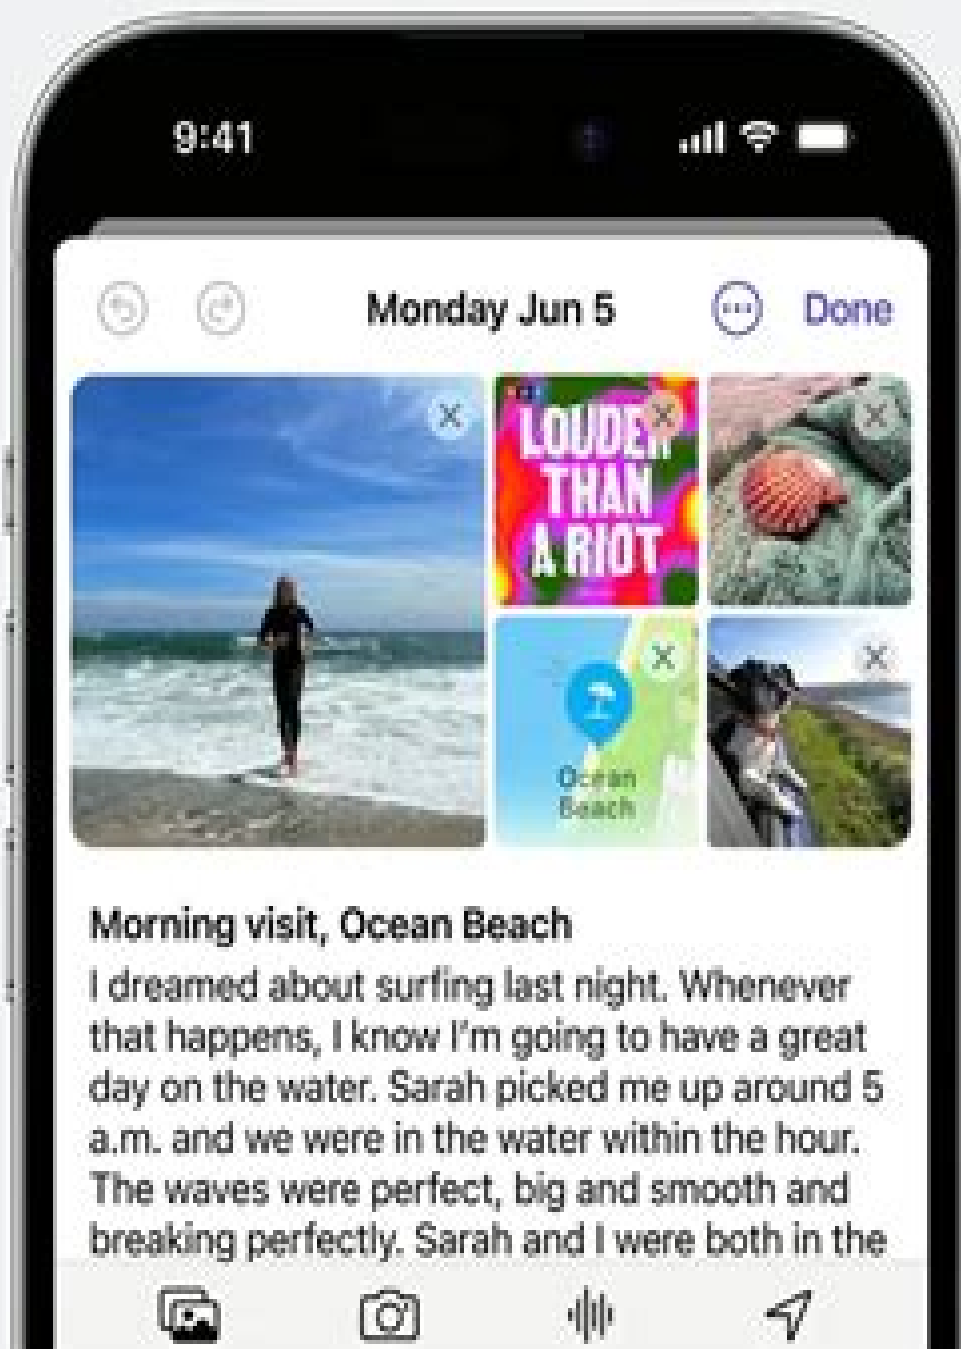 9:41
Monday Jun 5
Done
LOUDER
THAN
A RIOT
Ocean
Beach
Morning visit, Ocean Beach
I dreamed about surfing last night. Whenever
that happens, I know I'm going to have a great
day on the water. Sarah picked me up around 5
a.m. and we were in the water within the hour.
The waves were perfect, big and smooth and
breaking perfectly. Sarah and I were both in the